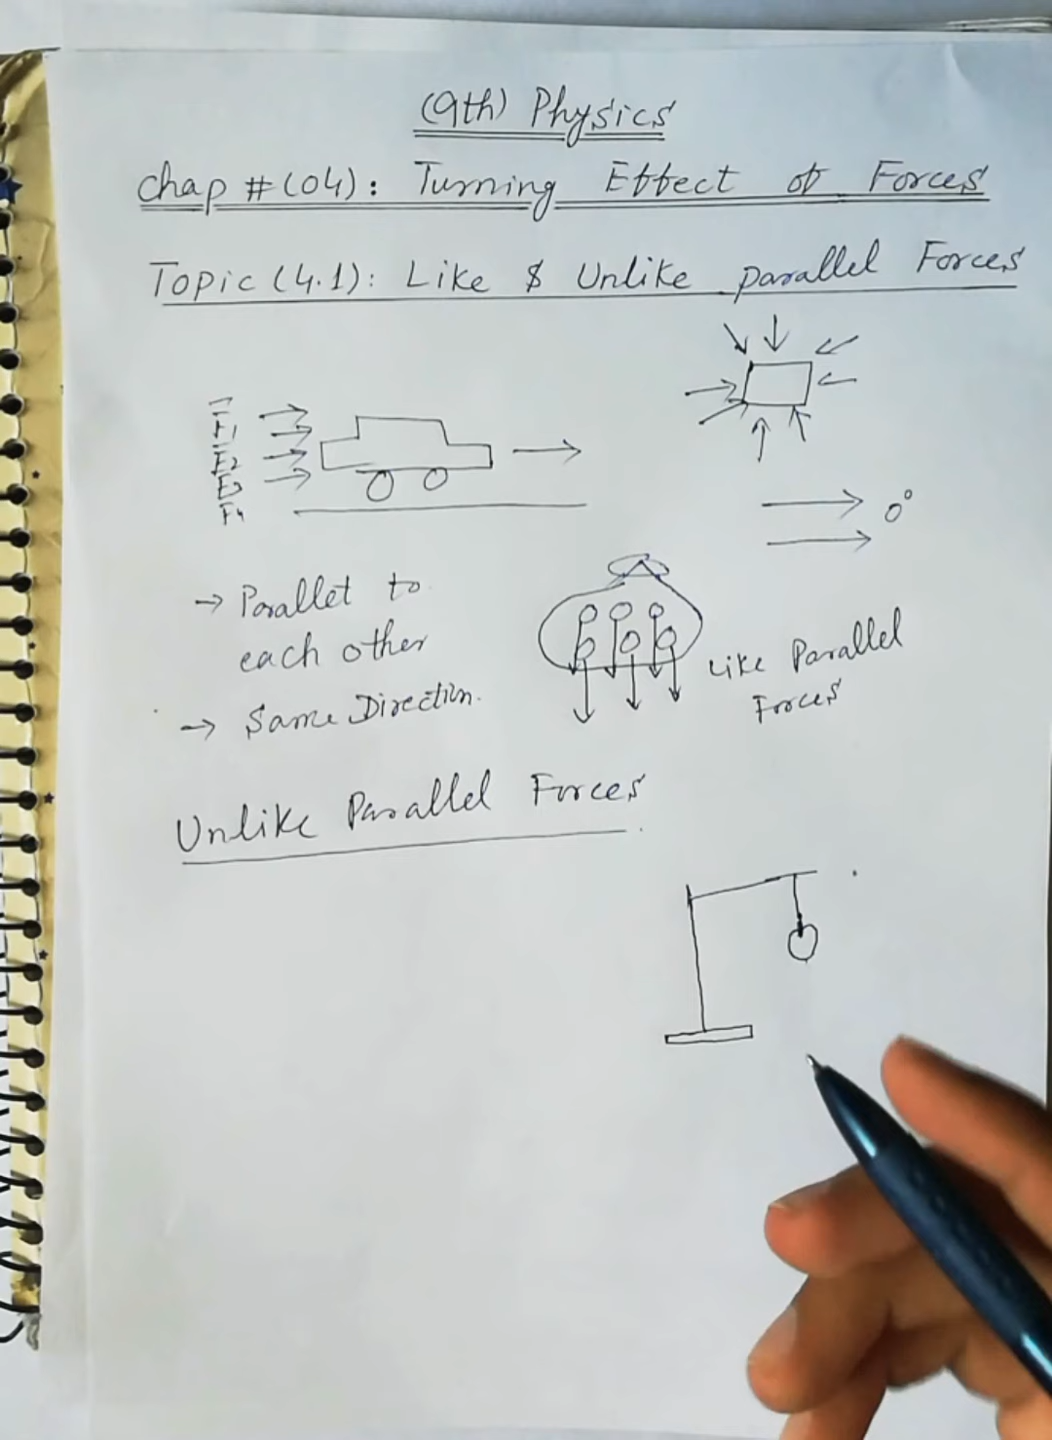 (9th) Physics
Chap # (04): Turning Effect of Forces
Topic (4.1): Like & Unlike parallel Forces
F1
F2
F3
F4
0°
→ Parallel to
each other
→ Same Direction.
Like Parallel
Forces
Unlike Parallel Forces